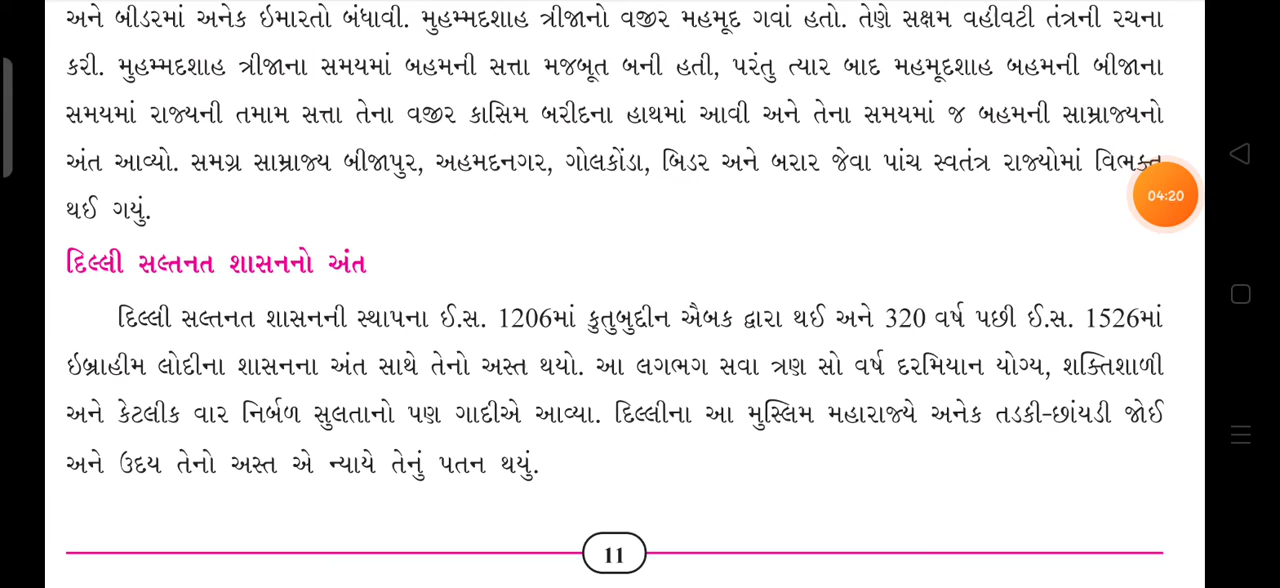 અને બીડરમાં અનેક ઇમારતો બંધાવી. મુહમ્મદશાહ ત્રીજાનો વજીર મહમૂદ ગવાં હતો. તેણે સક્ષમ વહીવટી તંત્રની રચના
કરી. મુહમ્મદશાહ ત્રીજાના સમયમાં બહમની સત્તા મજબૂત બની હતી, પરંતુ ત્યાર બાદ મહમૂદશાહ બહમની બીજાના
સમયમાં રાજ્યની તમામ સત્તા તેના વજીર કાસિમ બરીદના હાથમાં આવી અને તેના સમયમાં જ બહમની સામ્રાજ્યનો
અંત આવ્યો. સમગ્ર સામ્રાજ્ય બીજાપુર, અહમદનગર, ગોલકોંડા, બિડર અને બરાર જેવા પાંચ સ્વતંત્ર રાજ્યોમાં વિભક્ત
04:20
થઈ ગયું.
દિલ્લી સલ્તનત શાસનનો અંત
દિલ્લી સલ્તનત શાસનની સ્થાપના ઈ.સ. 1206માં કુતુબુદ્દીન ઐબક દ્વારા થઈ અને 320 વર્ષ પછી ઈ.સ. 1526માં
ઇબ્રાહીમ લોદીના શાસનના અંત સાથે તેનો અસ્ત થયો. આ લગભગ સવા ત્રણ સો વર્ષ દરમિયાન યોગ્ય, શક્તિશાળી
અને કેટલીક વાર નિર્બળ સુલતાનો પણ ગાદીએ આવ્યા. દિલ્લીના આ મુસ્લિમ મહારાજ્યે અનેક તડકી-છાંયડી જોઈ
અને ઉદય તેનો અસ્ત એ ન્યાયે તેનું પતન થયું.
11